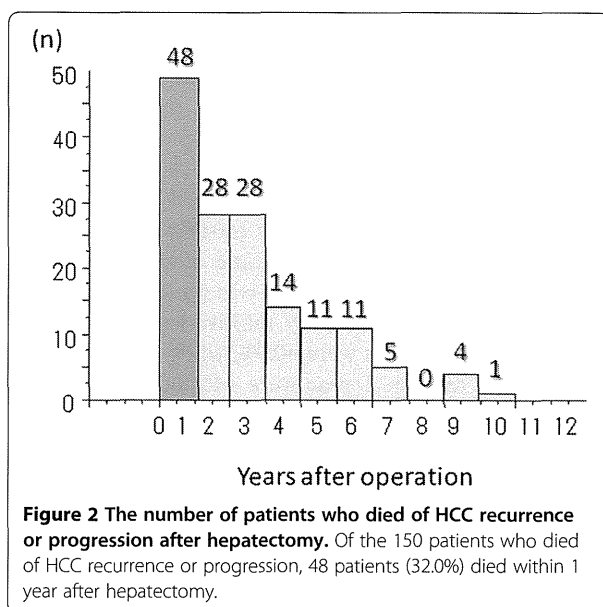 (n)
48
50
40
30
28 28
20
14
11 11
10
5
4
0
1
0
0 1 2 3 4 5 6 7 8 9 10 11 12
Years after operation
Figure 2 The number of patients who died of HCC recurrence
or progression after hepatectomy. Of the 150 patients who died
of HCC recurrence or progression, 48 patients (32.0%) died within 1
year after hepatectomy.